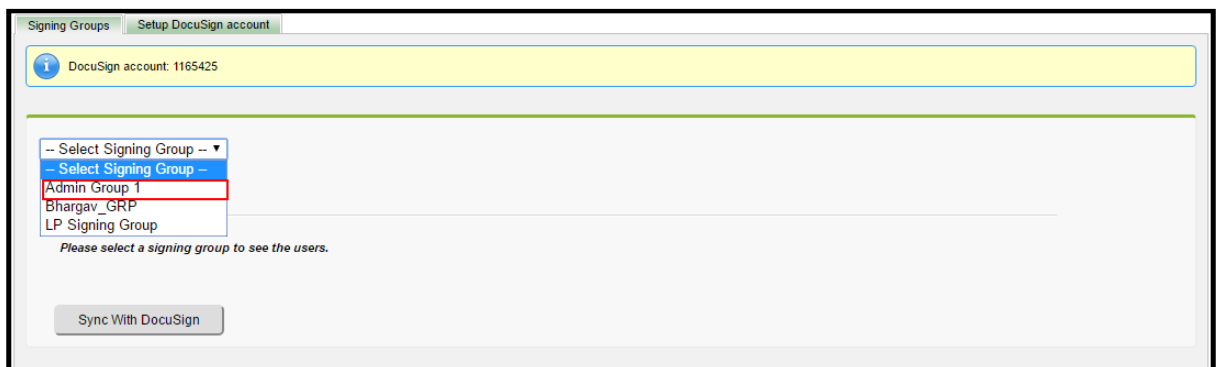 Signing Groups Setup DocuSign account
DocuSign account: 1165425
-- Select Signing Group --
-- Select Signing Group --
Admin Group 1
Bhargav_GRP
LP Signing Group
Please select a signing group to see the users.
Sync With DocuSign